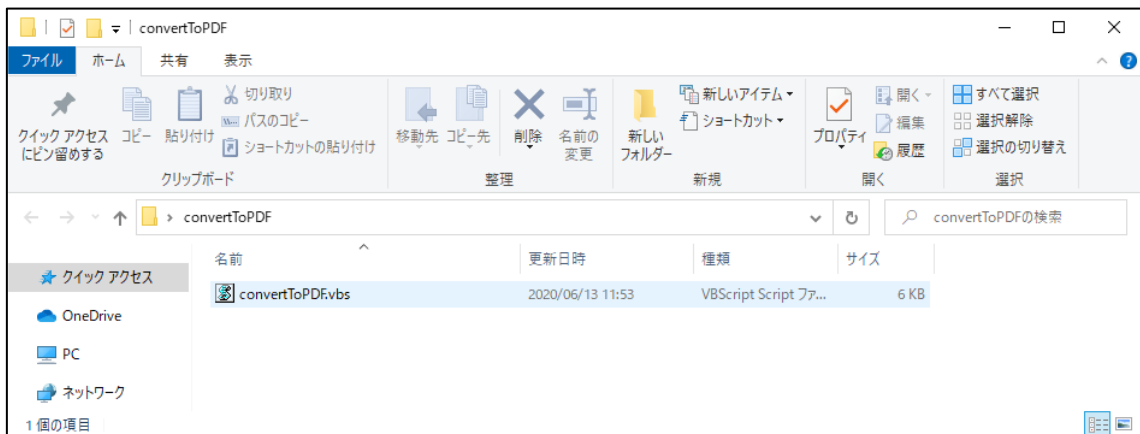 convertToPDF
ファイル ホーム 共有 表示
クイック アクセス
にピン留めする
コピー
貼り付け
切り取り
パスのコピー
ショートカットの貼り付け
クリップボード
移動先
コピー先
削除
名前の
変更
整理
新しい
フォルダー
新しいアイテム
ショートカット
新規
プロパティ
開く
編集
履歴
開く
すべて選択
選択解除
選択の切り替え
選択
convertToPDF
convertToPDFの検索
名前 更新日時 種類 サイズ
convertToPDF.vbs 2020/06/13 11:53 VBScript Script ファ... 6 KB
クイック アクセス
OneDrive
PC
ネットワーク
1 個の項目